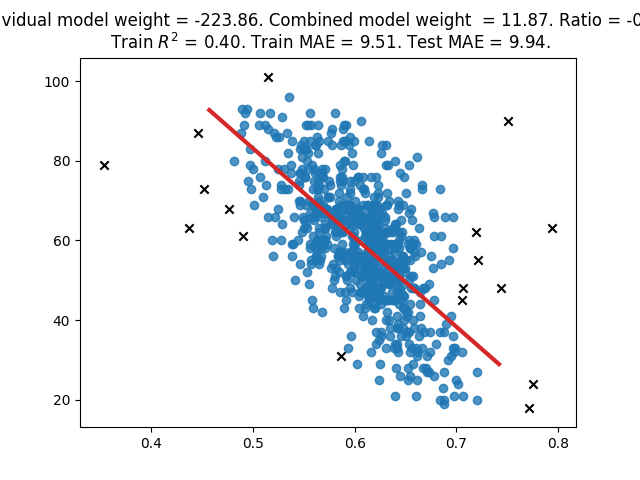 vidual model weight = -223.86. Combined model weight = 11.87. Ratio = -0
Train R² = 0.40. Train MAE = 9.51. Test MAE = 9.94.
100
80
60
40
20
0.4 0.5 0.6 0.7 0.8